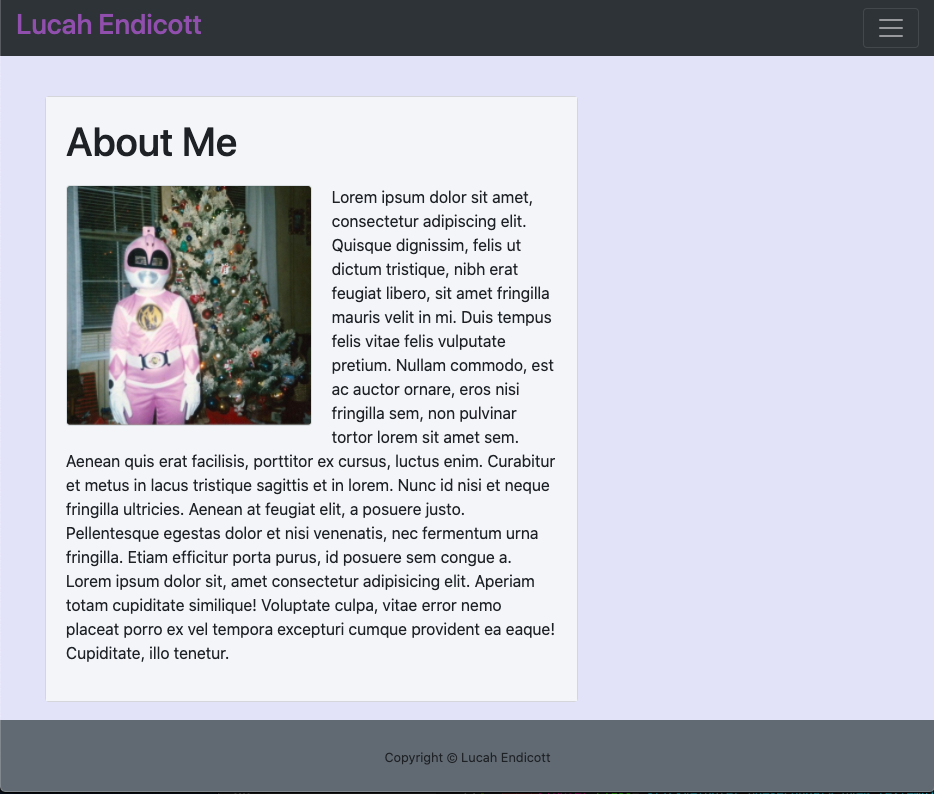 Lucah Endicott
About Me
Lorem ipsum dolor sit amet,
consectetur adipiscing elit.
Quisque dignissim, felis ut
dictum tristique, nibh erat
feugiat libero, sit amet fringilla
mauris velit in mi. Duis tempus
felis vitae felis vulputate
pretium. Nullam commodo, est
ac auctor ornare, eros nisi
fringilla sem, non pulvinar
tortor lorem sit amet sem.
Aenean quis erat facilisis, porttitor ex cursus, luctus enim. Curabitur
et metus in lacus tristique sagittis et in lorem. Nunc id nisi et neque
fringilla ultricies. Aenean at feugiat elit, a posuere justo.
Pellentesque egestas dolor et nisi venenatis, nec fermentum urna
fringilla. Etiam efficitur porta purus, id posuere sem congue a.
Lorem ipsum dolor sit, amet consectetur adipisicing elit. Aperiam
totam cupiditate similique! Voluptate culpa, vitae error nemo
placeat porro ex vel tempora excepturi cumque provident ea eaque!
Cupiditate, illo tenetur.
Copyright © Lucah Endicott